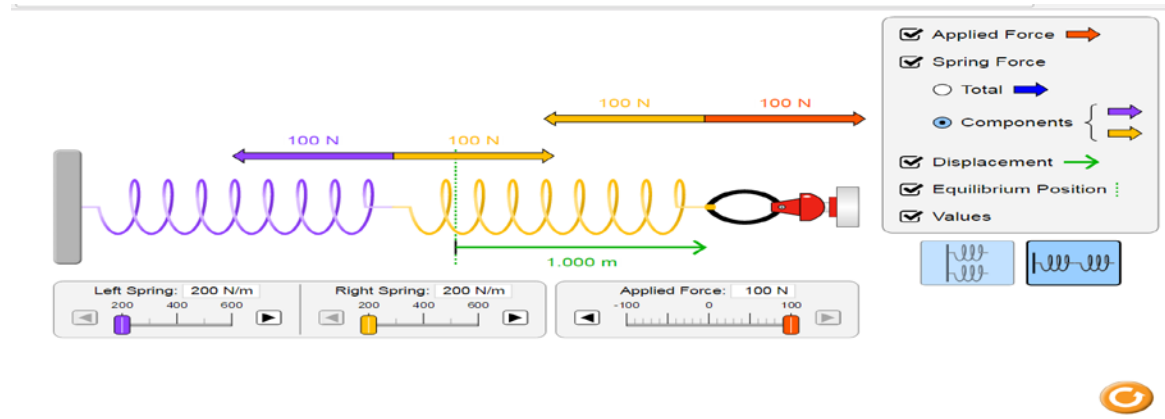 Applied Force
Spring Force
Total
Components
Displacement
Equilibrium Position
Values
100 N 100 N
100 N 100 N
1.000 m
Left Spring: 200 N/m
200 400 600
Right Spring: 200 N/m
200 400 600
Applied Force: 100 N
-100 0 100